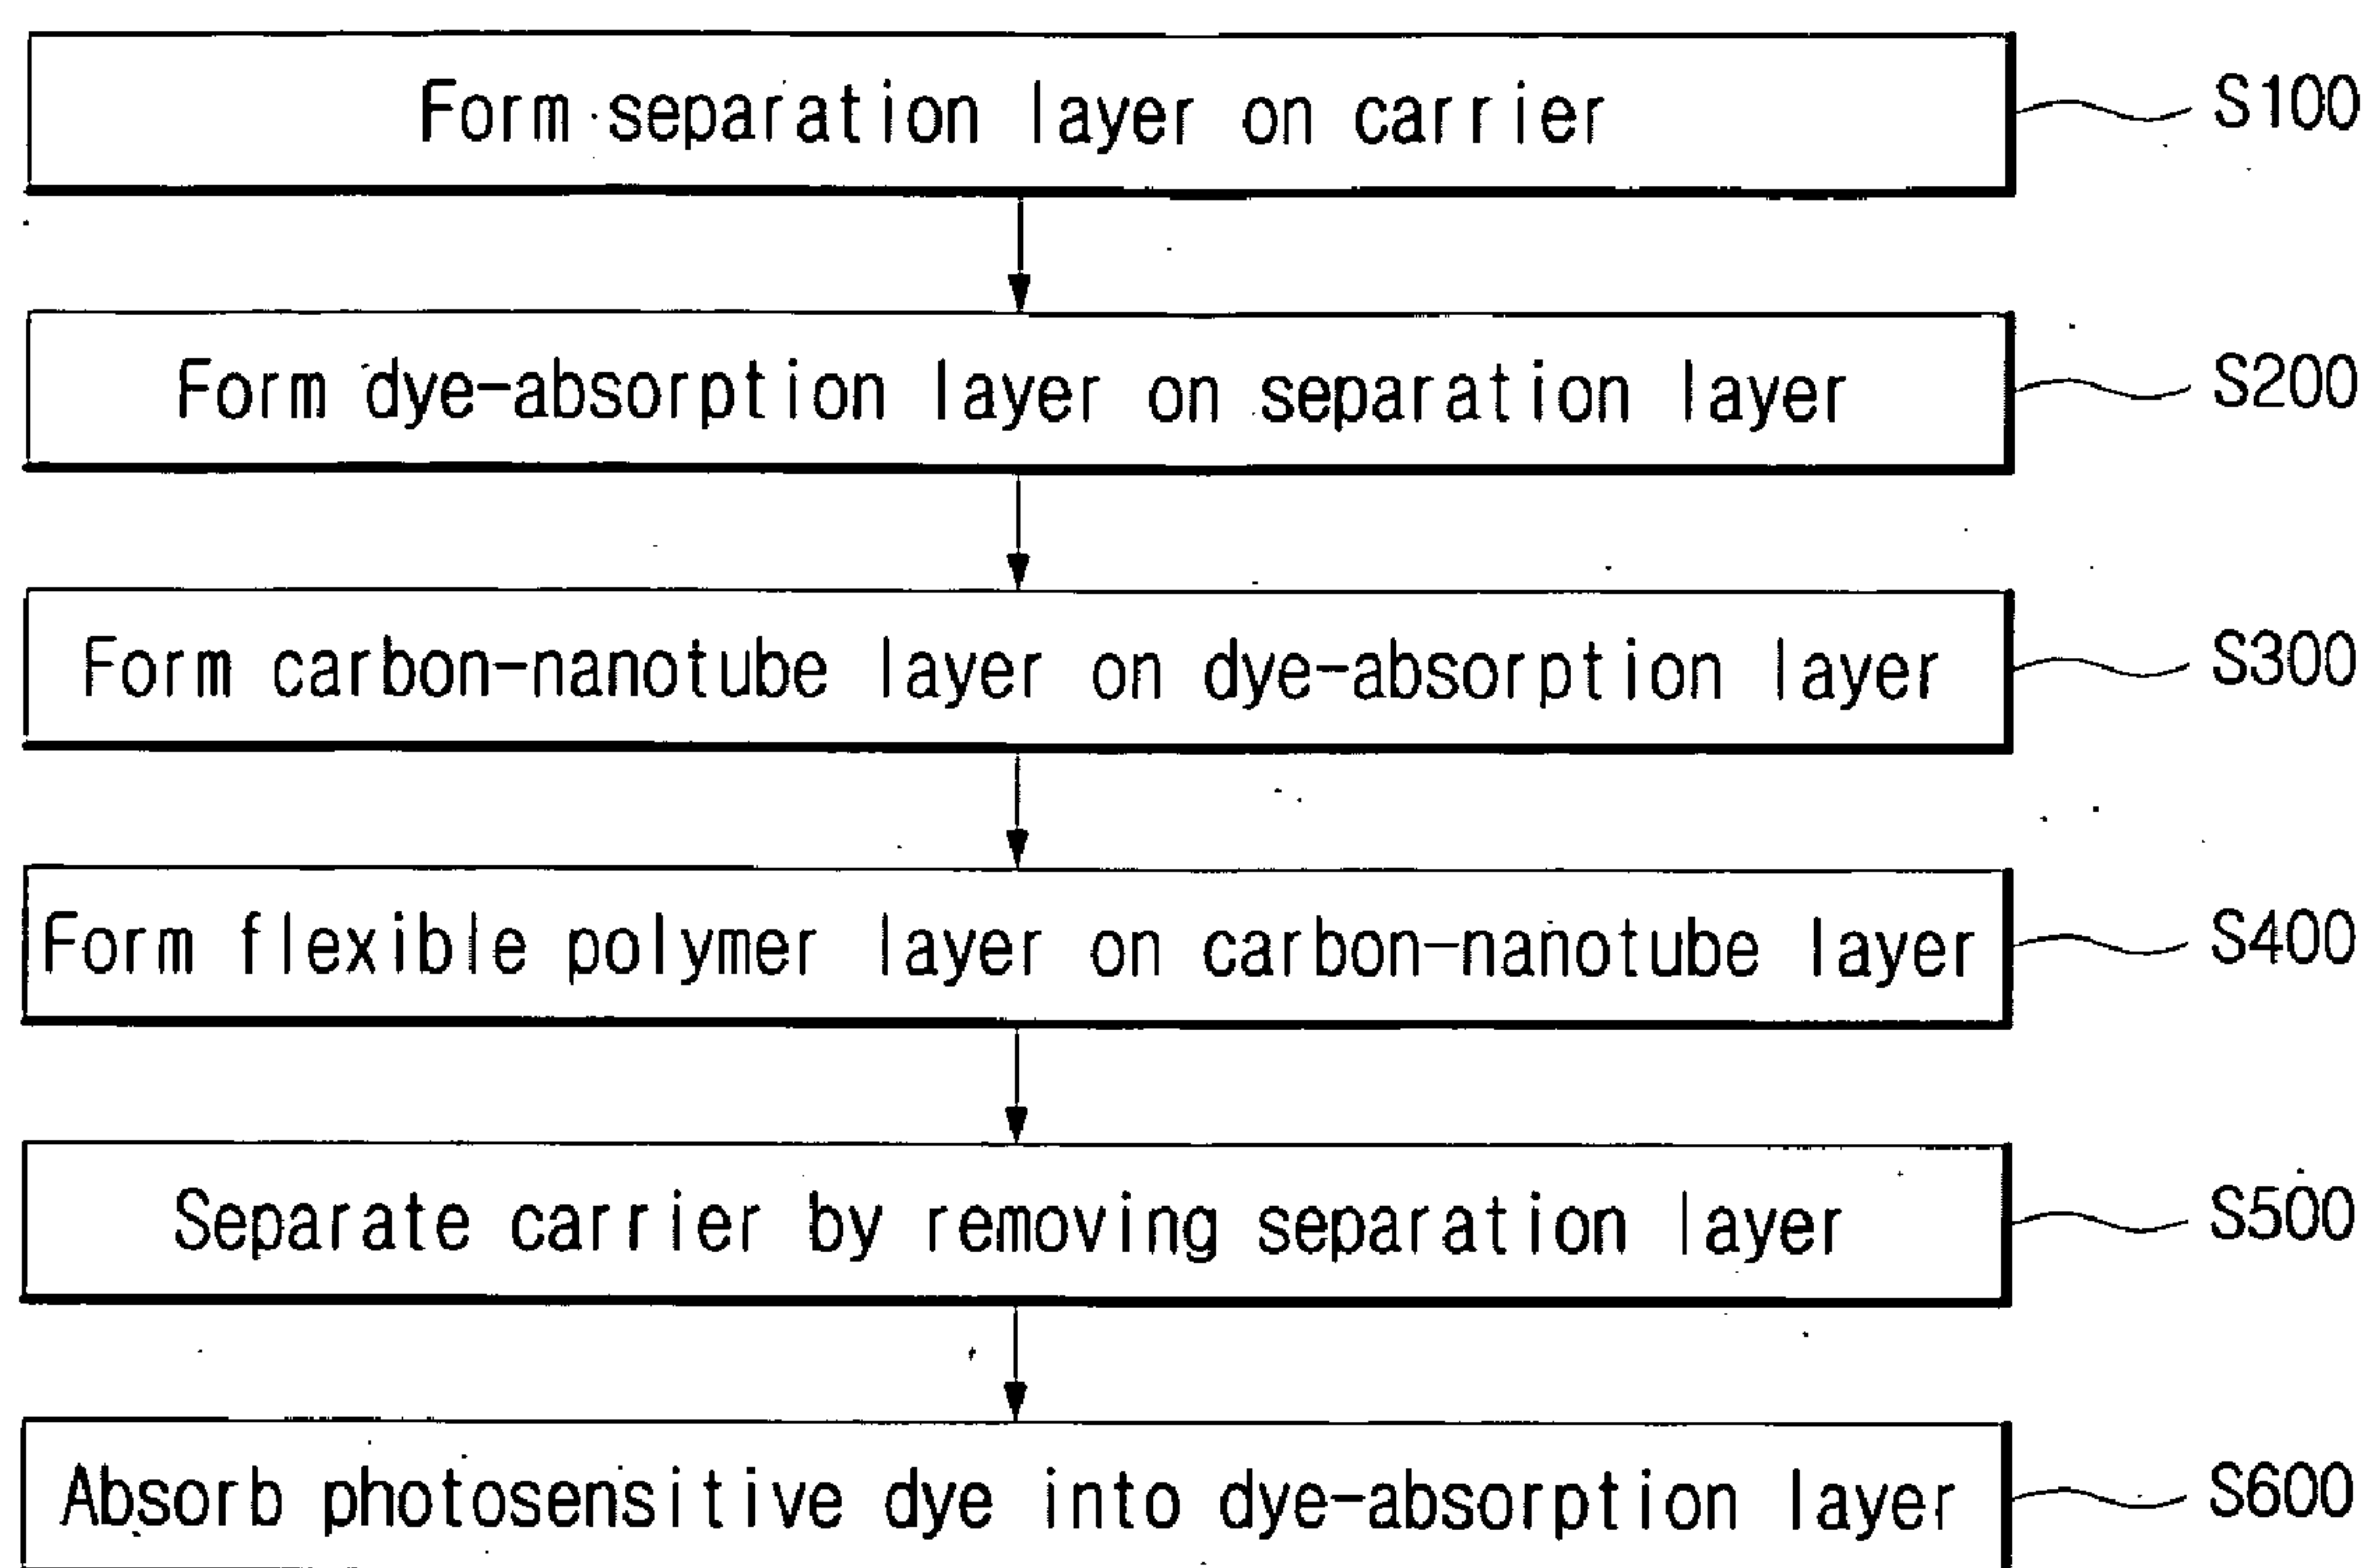 Form separation layer on carrier S100
Form dye-absorption layer on separation layer S200
Form carbon-nanotube layer on dye-absorption layer S300
Form flexible polymer layer on carbon-nanotube layer S400
Separate carrier by removing separation layer S500
Absorb photosensitive dye into dye-absorption layer S600